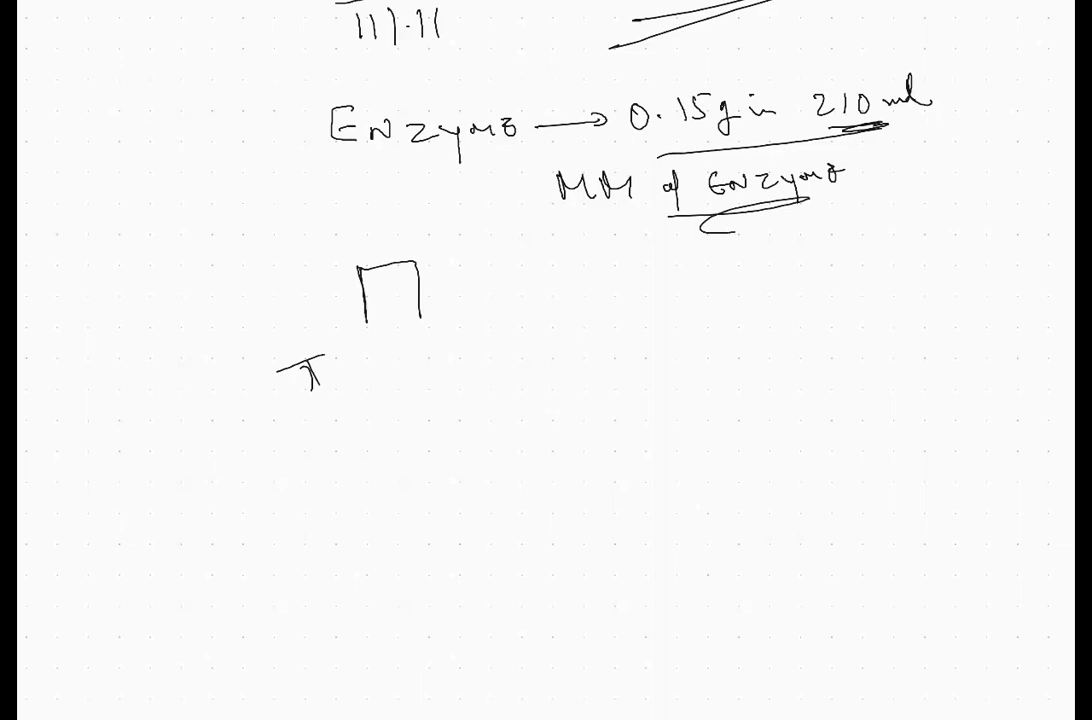 111.11
ENZYME → 0.15g in 210 ml
MM of ENZYME
Π
π